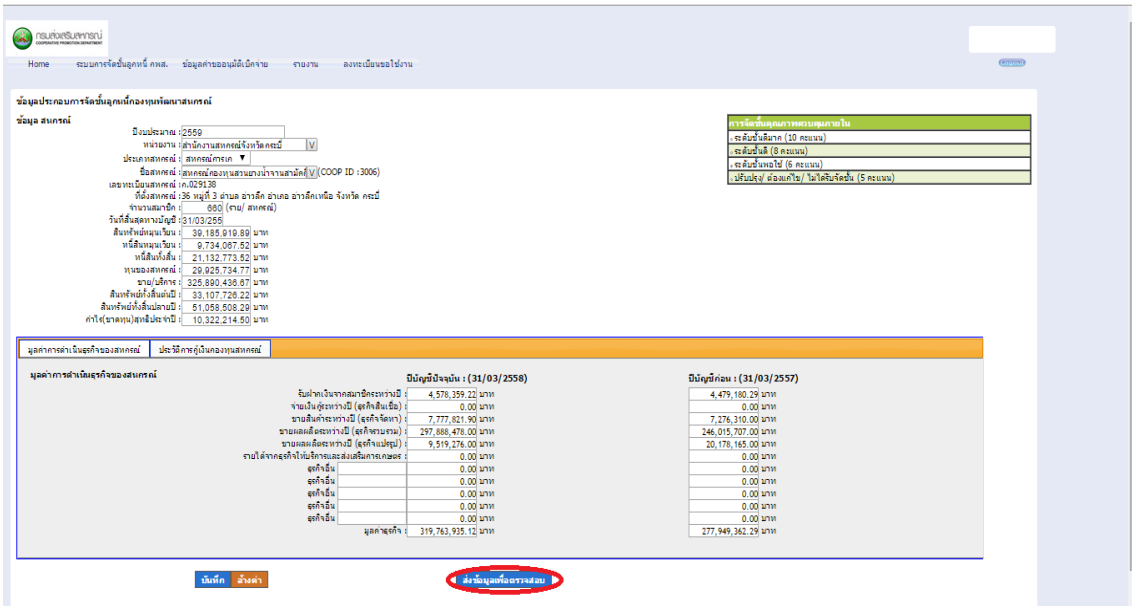 กรมส่งเสริมสหกรณ์
COOPERATIVE PROMOTION DEPARTMENT
Home ระบบการจัดชั้นลูกหนี้ กพส. ข้อมูลคำขออนุมัติเบิกจ่าย รายงาน ลงทะเบียนขอใช้งาน
ข้อมูลประกอบการจัดชั้นลูกหนี้กองทุนพัฒนาสหกรณ์
ข้อมูล สหกรณ์
ปีงบประมาณ : 2559
หน่วยงาน : สำนักงานสหกรณ์จังหวัดกระบี่ V
ประเภทสหกรณ์ : สหกรณ์การเก ▼
ชื่อสหกรณ์ : สหกรณ์กองทุนสวนยางบ้านางสามัคคี V (COOP ID :3006)
เลขทะเบียนสหกรณ์ : ก.029138
ที่ตั้งสหกรณ์ : 36 หมู่ที่ 3 ตำบล อ่าวลึก อำเภอ อ่าวลึกเหนือ จังหวัด กระบี่
จำนวนสมาชิก : 660 (ราย/ สหกรณ์)
วันที่สิ้นสุดทางบัญชี : 31/03/255
สินทรัพย์หมุนเวียน : 39,185,919.89 บาท
หนี้สินหมุนเวียน : 9,734,067.52 บาท
หนี้สินทั้งสิ้น : 21,132,773.52 บาท
ทุนของสหกรณ์ : 29,925,734.77 บาท
ขาย/บริการ : 325,890,436.67 บาท
สินทรัพย์ทั้งสิ้นต้นปี : 33,107,726.22 บาท
สินทรัพย์ทั้งสิ้นปลายปี : 51,058,508.29 บาท
กำไร(ขาดทุน)สุทธิประจำปี : 10,322,214.50 บาท
การจัดชั้นคุณภาพควบคุมภายใน
ระดับชั้นดีมาก (10 คะแนน)
ระดับชั้นดี (8 คะแนน)
ระดับชั้นพอใช้ (6 คะแนน)
ปรับปรุง/ ต้องแก้ไข/ ไม่ได้รับจัดชั้น (5 คะแนน)
มูลค่าการดำเนินธุรกิจของสหกรณ์ ประวัติการกู้เงินกองทุนสหกรณ์
มูลค่าการดำเนินธุรกิจของสหกรณ์
ปีบัญชีปัจจุบัน : (31/03/2558) ปีบัญชีก่อน : (31/03/2557)
รับฝากเงินจากสมาชิกระหว่างปี : 4,578,359.22 บาท 4,479,180.29 บาท
จ่ายเงินกู้ระหว่างปี (ธุรกิจสินเชื่อ) : 0.00 บาท 0.00 บาท
ขายสินค้าระหว่างปี (ธุรกิจจัดหา) : 7,777,821.90 บาท 7,276,310.00 บาท
ขายผลผลิตระหว่างปี (ธุรกิจรวบรวม) : 297,888,478.00 บาท 246,015,707.00 บาท
ขายผลผลิตระหว่างปี (ธุรกิจแปรรูป) : 9,519,276.00 บาท 20,178,165.00 บาท
รายได้จากธุรกิจให้บริการและส่งเสริมการเกษตร : 0.00 บาท 0.00 บาท
ธุรกิจอื่น 0.00 บาท 0.00 บาท
ธุรกิจอื่น 0.00 บาท 0.00 บาท
ธุรกิจอื่น 0.00 บาท 0.00 บาท
ธุรกิจอื่น 0.00 บาท 0.00 บาท
ธุรกิจอื่น 0.00 บาท 0.00 บาท
มูลค่าธุรกิจ : 319,763,935.12 บาท 277,949,362.29 บาท
บันทึก ล้างค่า ส่งข้อมูลเพื่อตรวจสอบ